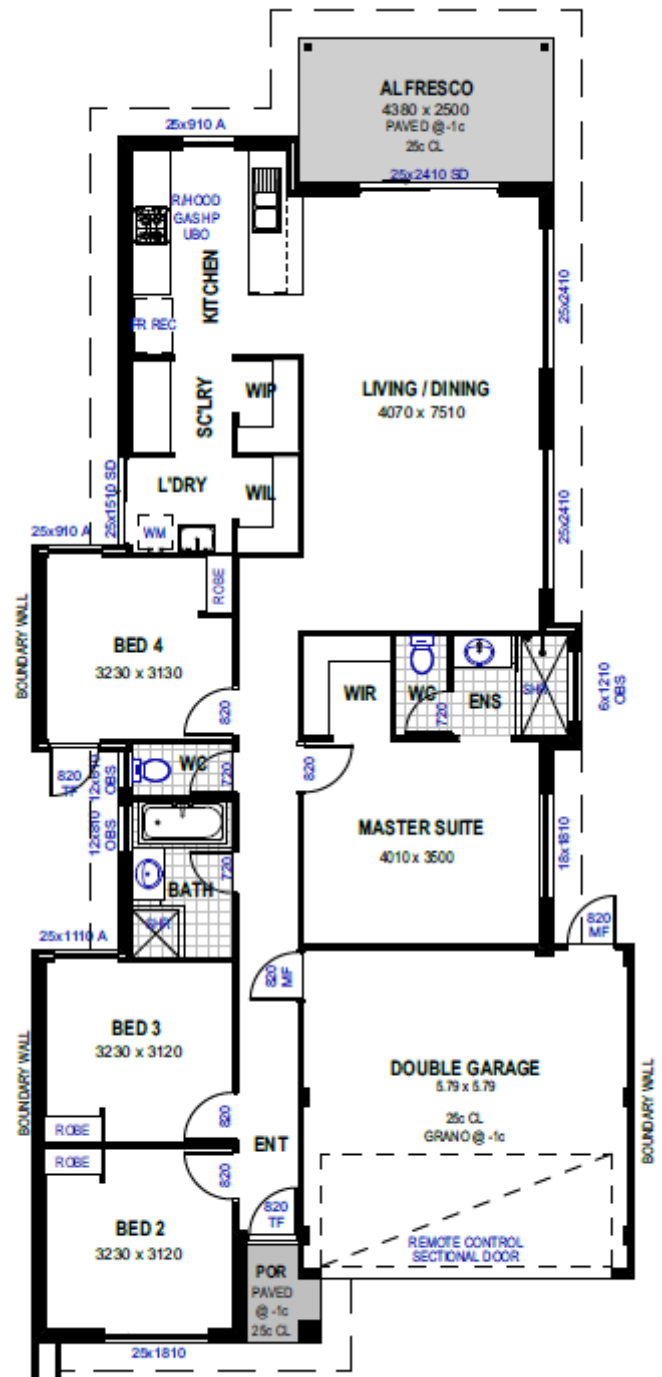 ALFRESCO
4380 x 2500
PAVED @ -1c
25c CL
25x910 A
25x2410 SD
R/HOOD
GASHP
UBO
KITCHEN
25x2410
FR REC
LIVING / DINING
4070 x 7510
WIP
SC'LRY
25x1510 SD
L'DRY
WIL
WM
25x2410
25x910 A
ROBE
BOUNDARY WALL
BED 4
3230 x 3130
820
WIR
WC
720
ENS
SHR
6x1210
OBS
820
TF
12x810
OBS
WC
720
820
12x810
OBS
MASTER SUITE
4010 x 3500
18x1810
720
BATH
SHR
25x1110 A
820
MF
820
MF
BOUNDARY WALL
BED 3
3230 x 3120
DOUBLE GARAGE
5.79 x 5.79
25c CL
GRANO @ -1c
BOUNDARY WALL
ROBE
820
ENT
ROBE
820
BED 2
3230 x 3120
820
TF
REMOTE CONTROL
SECTIONAL DOOR
POR
PAVED
@ -1c
25c CL
25x1810